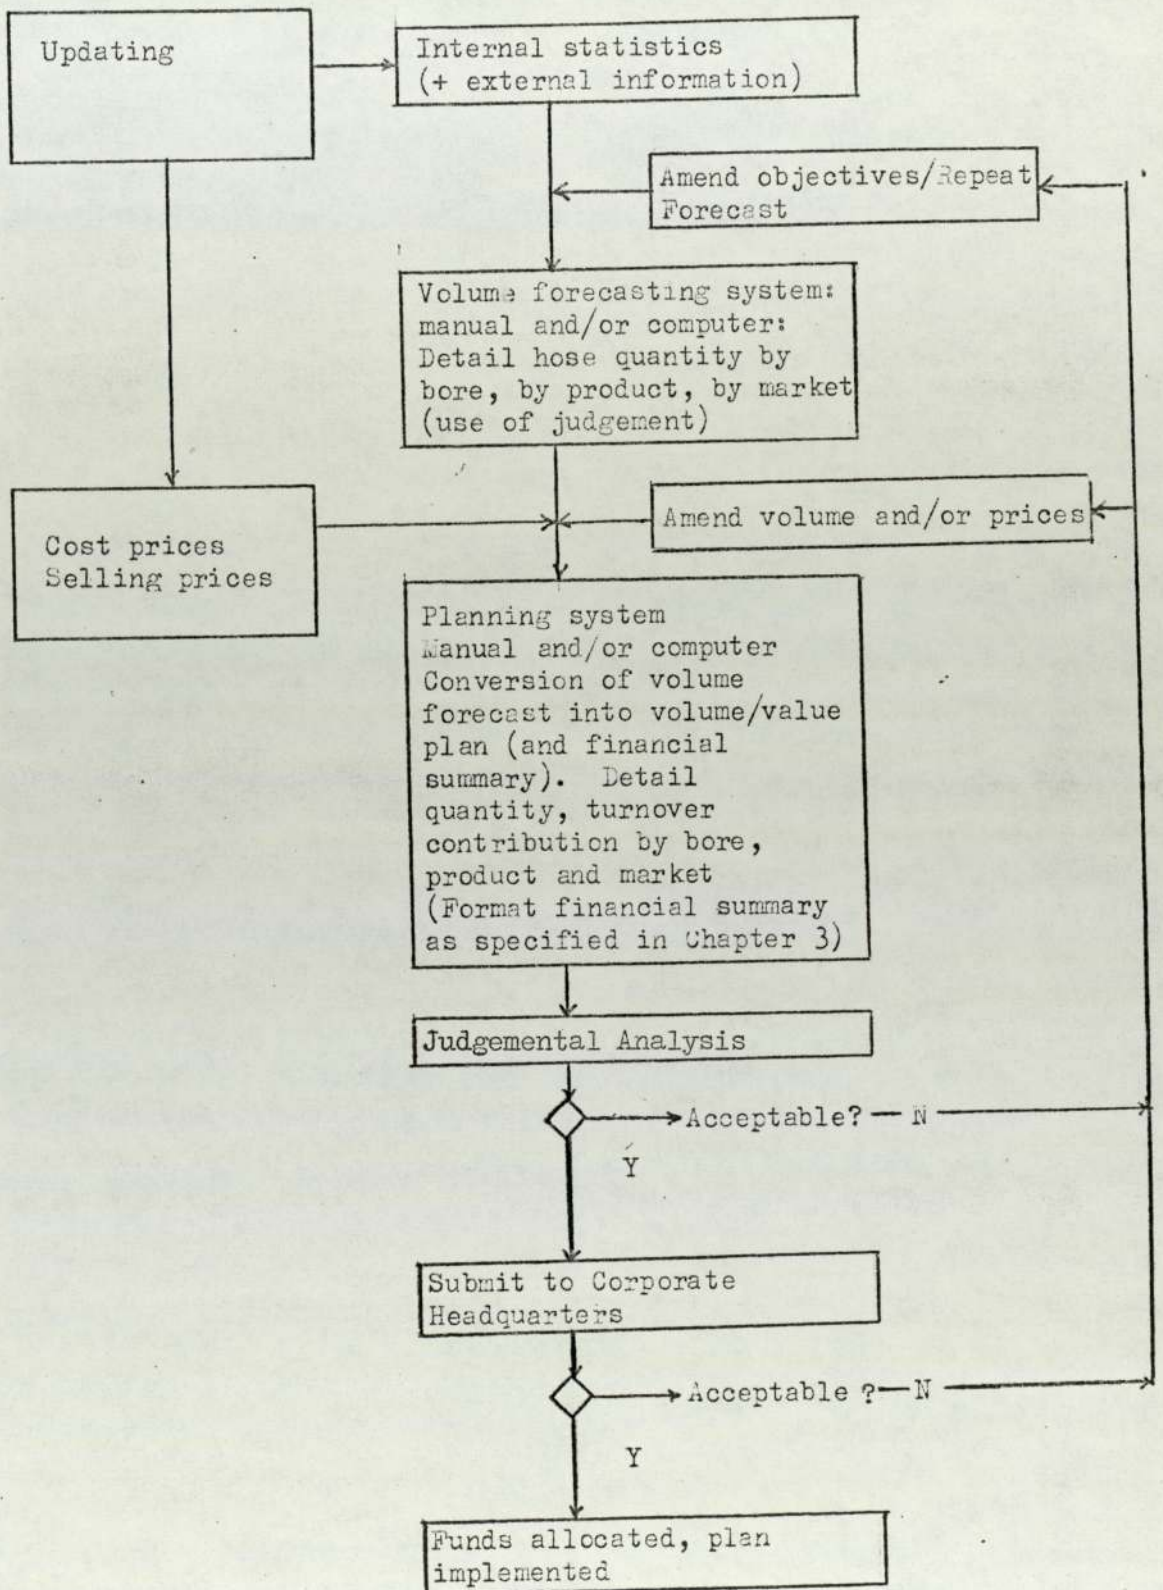 Updating
Internal statistics
(+ external information)
Amend objectives/Repeat
Forecast
Volume forecasting system:
manual and/or computer:
Detail hose quantity by
bore, by product, by market
(use of judgement)
Cost prices
Selling prices
Amend volume and/or prices
Planning system
Manual and/or computer
Conversion of volume
forecast into volume/value
plan (and financial
summary). Detail
quantity, turnover
contribution by bore,
product and market
(Format financial summary
as specified in Chapter 3)
Judgemental Analysis
Acceptable? — N
Y
Submit to Corporate
Headquarters
Acceptable ? — N
Y
Funds allocated, plan
implemented